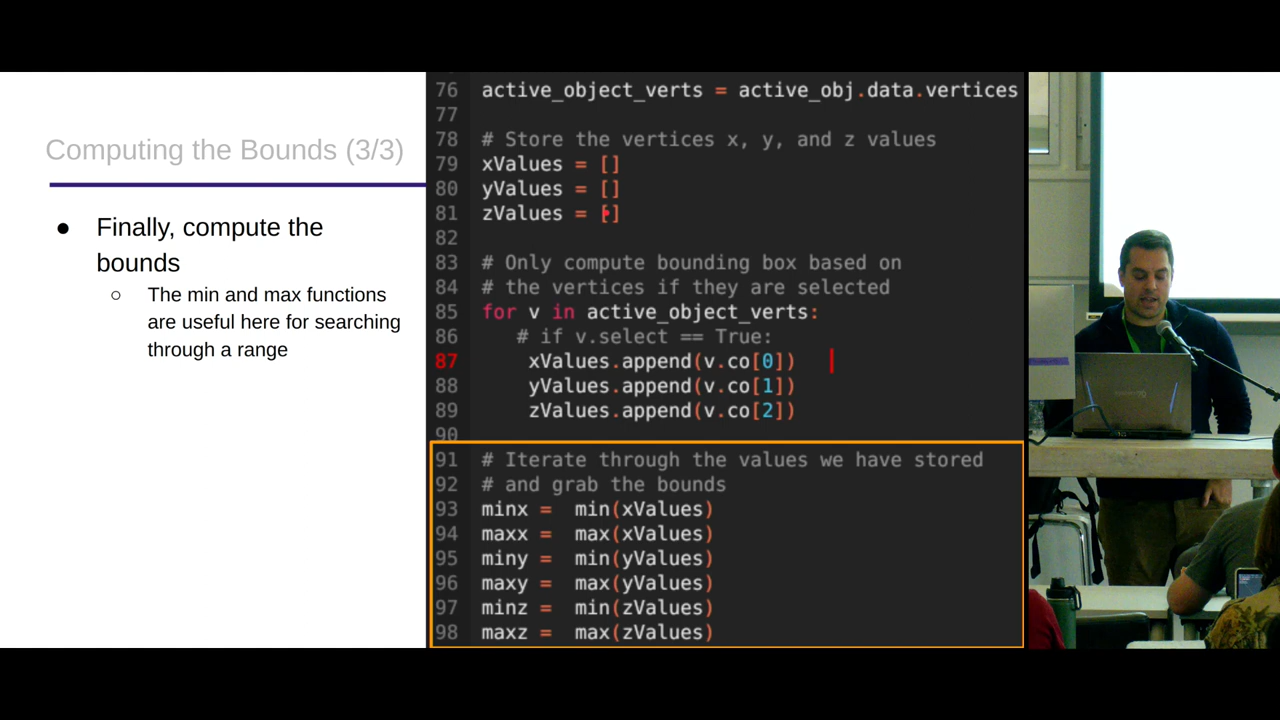 Computing the Bounds (3/3)
● Finally, compute the
bounds
○ The min and max functions
are useful here for searching
through a range
76 active_object_verts = active_obj.data.vertices
77
78 # Store the vertices x, y, and z values
79 xValues = []
80 yValues = []
81 zValues = []
82
83 # Only compute bounding box based on
84 # the vertices if they are selected
85 for v in active_object_verts:
86 # if v.select == True:
87 xValues.append(v.co[0])
88 yValues.append(v.co[1])
89 zValues.append(v.co[2])
90
91 # Iterate through the values we have stored
92 # and grab the bounds
93 minx = min(xValues)
94 maxx = max(xValues)
95 miny = min(yValues)
96 maxy = max(yValues)
97 minz = min(zValues)
98 maxz = max(zValues)